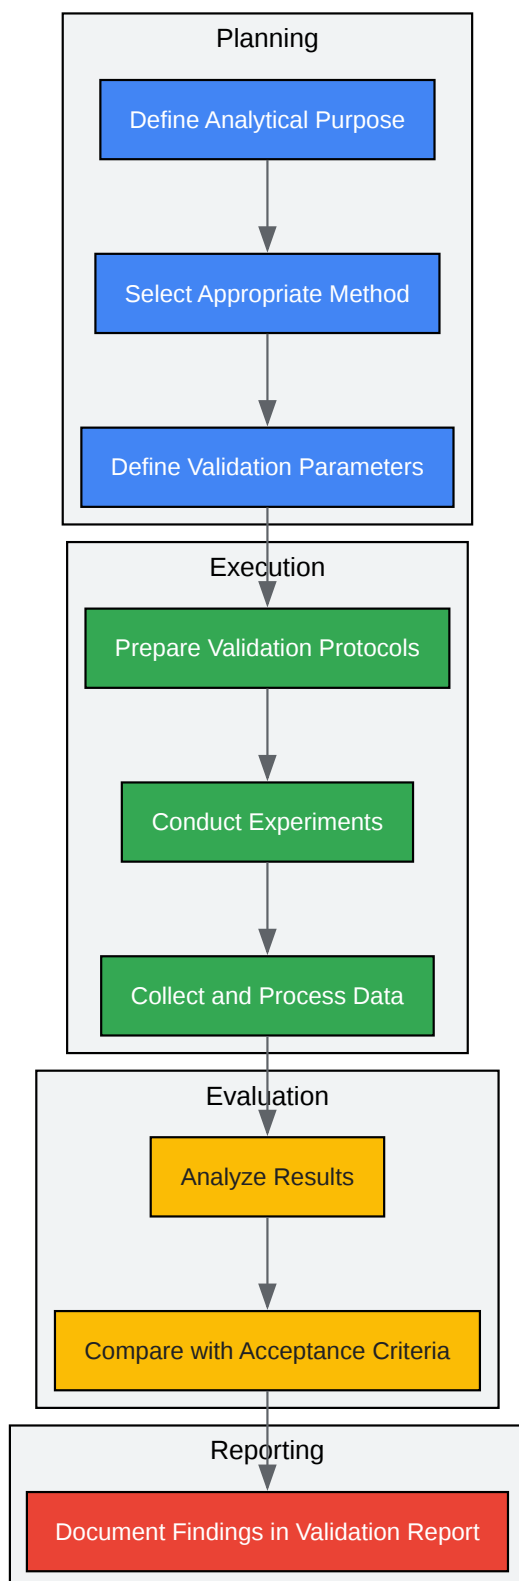 Planning
Define Analytical Purpose
Select Appropriate Method
Define Validation Parameters
Execution
Prepare Validation Protocols
Conduct Experiments
Collect and Process Data
Evaluation
Analyze Results
Compare with Acceptance Criteria
Reporting
Document Findings in Validation Report